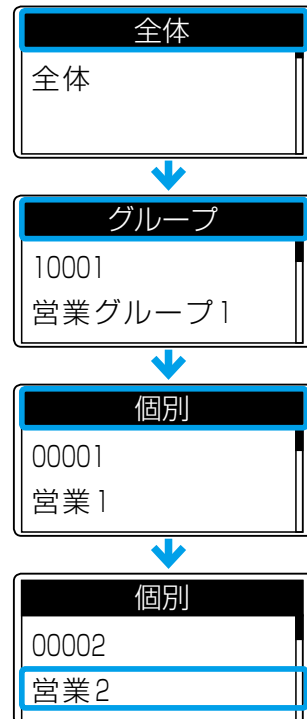 全体
全体
グループ
10001
営業グループ1
個別
00001
営業1
個別
00002
営業2